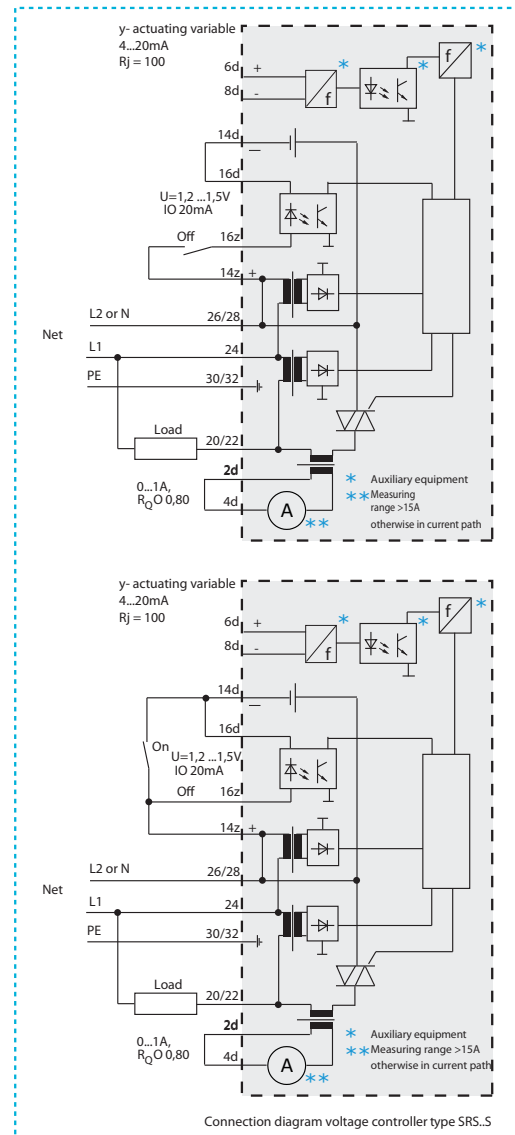 y- actuating variable
4...20mA
Rj = 100
6d +
8d -
f
*
*
f
*
14d
—
16d
U=1,2 ...1,5V
IO 20mA
Off 16z
14z +
L2 or N 26/28
Net
L1 24
PE 30/32
Load 20/22
2d
0...1A,
RQO 0,80
4d
A
**
* Auxiliary equipment
** Measuring
range >15A
otherwise in current path
y- actuating variable
4...20mA
Rj = 100
6d +
8d -
f
*
*
f
*
14d
—
16d
On
U=1,2 ...1,5V
IO 20mA
Off 16z
14z +
L2 or N 26/28
Net
L1 24
PE 30/32
Load 20/22
2d
0...1A,
RQO 0,80
4d
A
**
* Auxiliary equipment
** Measuring range >15A
otherwise in current path
Connection diagram voltage controller type SRS..S